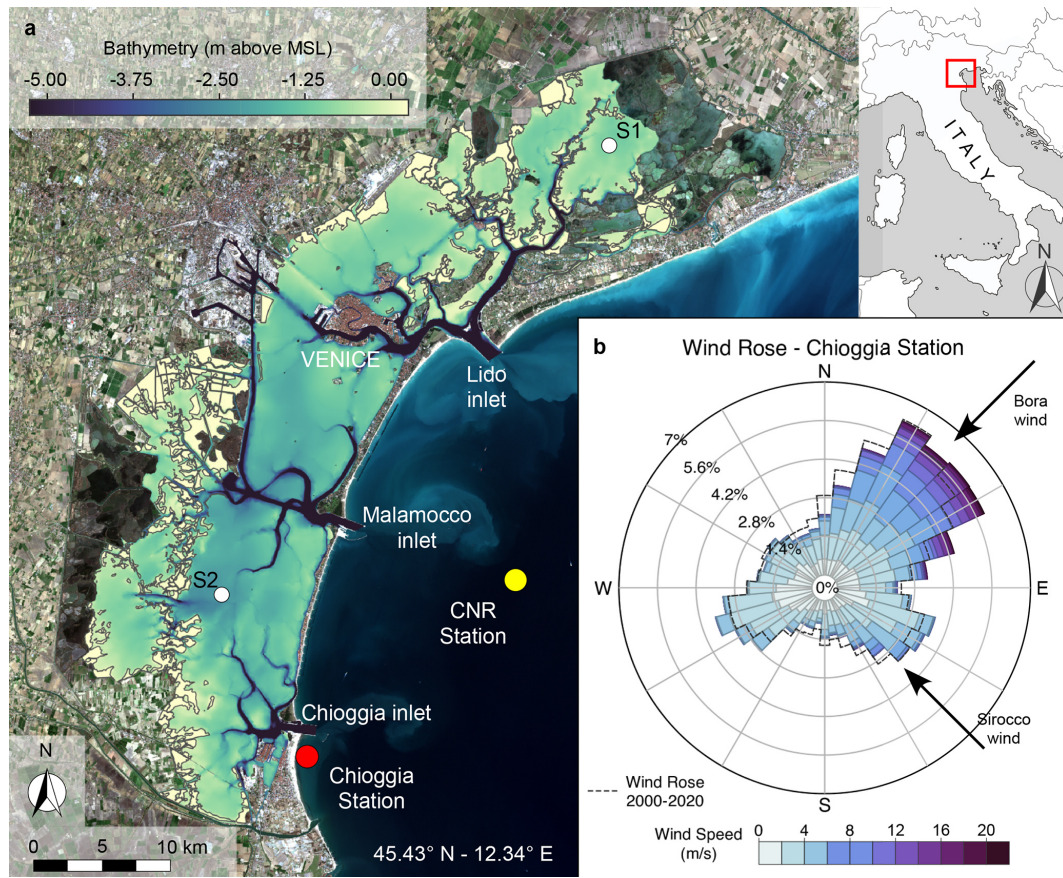 a
Bathymetry (m above MSL)
-5.00 -3.75 -2.50 -1.25 0.00
S1
VENICE
Lido
inlet
Malamocco
inlet
S2
CNR
Station
Chioggia inlet
Chioggia
Station
N
0 5 10 km
45.43° N - 12.34° E
ITALY
N
b
Wind Rose - Chioggia Station
N
Bora
wind
7%
5.6%
4.2%
2.8%
1.4%
0%
W
E
Sirocco
wind
S
Wind Rose
2000-2020
Wind Speed
(m/s)
0 4 8 12 16 20